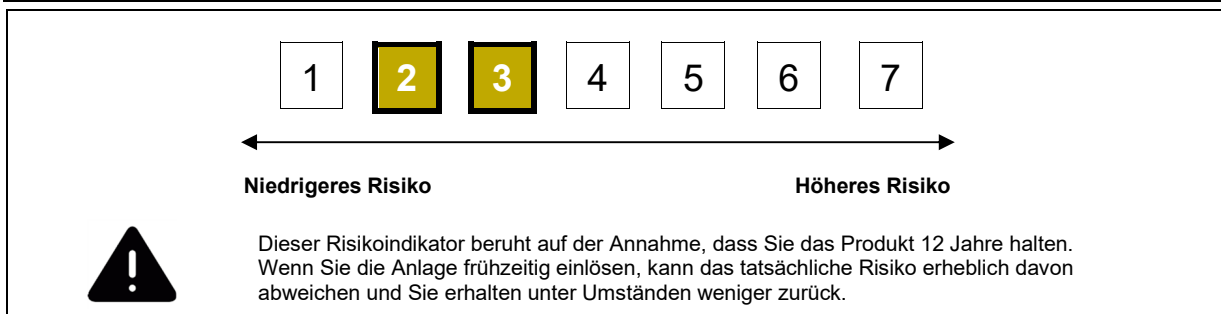 1 2 3 4 5 6 7
Niedrigeres Risiko Höheres Risiko
Dieser Risikoindikator beruht auf der Annahme, dass Sie das Produkt 12 Jahre halten.
Wenn Sie die Anlage frühzeitig einlösen, kann das tatsächliche Risiko erheblich davon
abweichen und Sie erhalten unter Umständen weniger zurück.